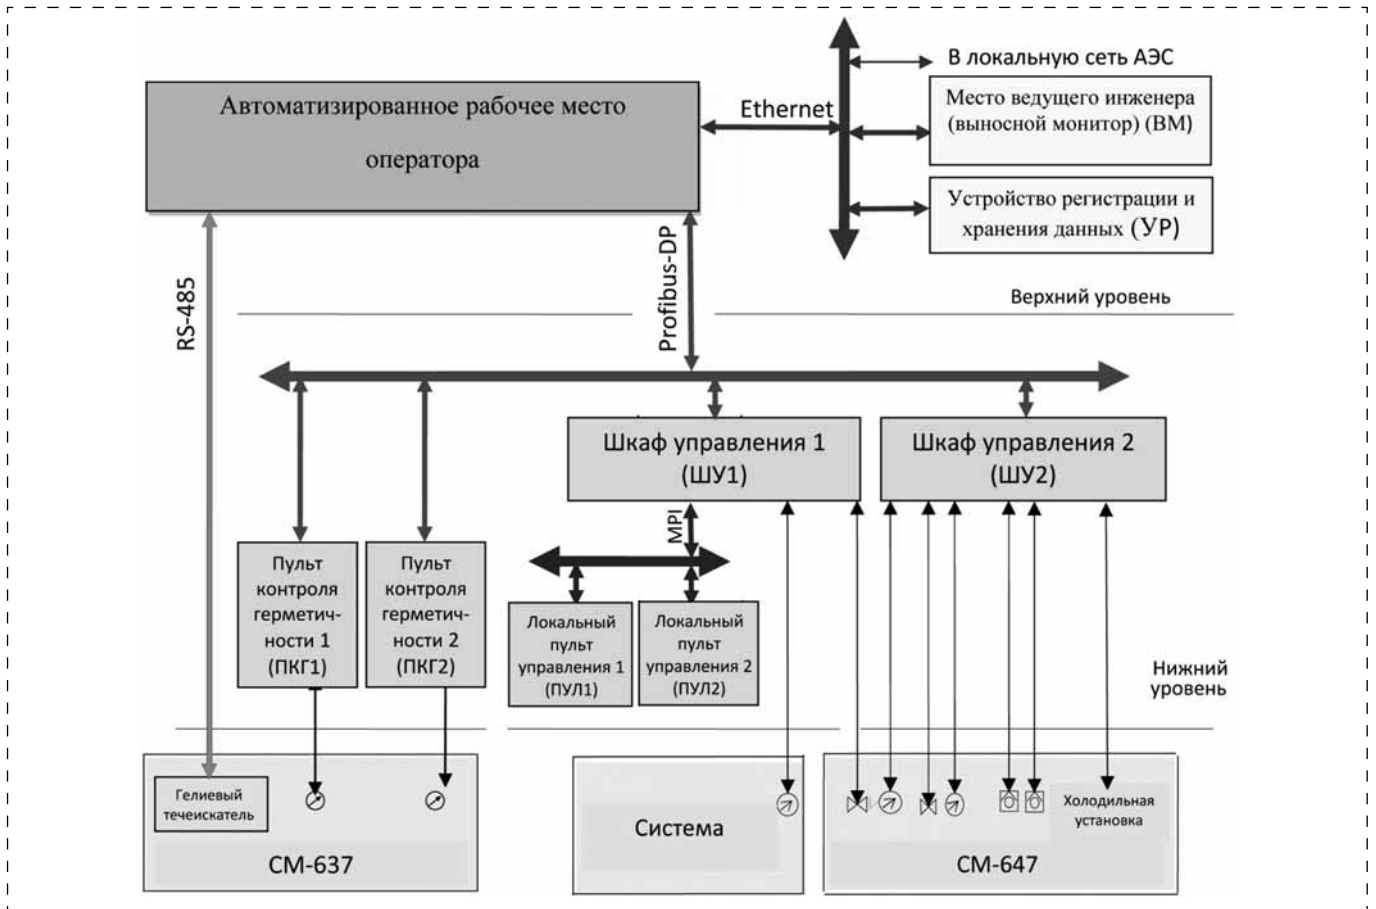 В локальную сеть АЭС
Автоматизированное рабочее место
оператора
Ethernet
Место ведущего инженера
(выносной монитор) (ВМ)
Устройство регистрации и
хранения данных (УР)
RS-485
Profibus-DP
Верхний уровень
Шкаф управления 1
(ШУ1)
Шкаф управления 2
(ШУ2)
MPI
Пульт
контроля
герметич-
ности 1
(ПКГ1)
Пульт
контроля
герметич-
ности 2
(ПКГ2)
Локальный
пульт
управления 1
(ПУЛ1)
Локальный
пульт
управления 2
(ПУЛ2)
Нижний
уровень
Гелиевый
течеискатель
СМ-637
Система
Холодильная
установка
СМ-647